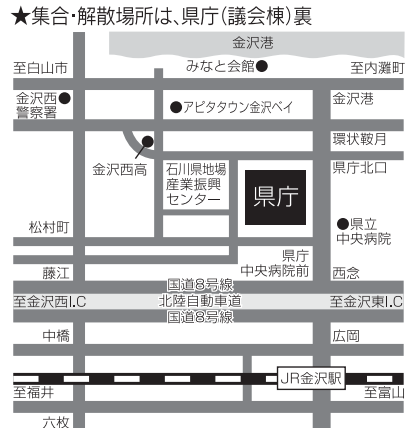 ★集合・解散場所は、県庁(議会棟)裏
金沢港
至白山市
みなと会館●
至内灘町
金沢西●
警察署
●アピタタウン金沢ベイ
金沢港
環状鞍月
金沢西高
石川県地場
産業振興
センター
県庁
県庁北口
松村町
●県立
中央病院
県庁
中央病院前
藤江
西念
国道8号線
至金沢西I.C
北陸自動車道
至金沢東I.C
国道8号線
中橋
広岡
JR金沢駅
至福井
至富山
六枚